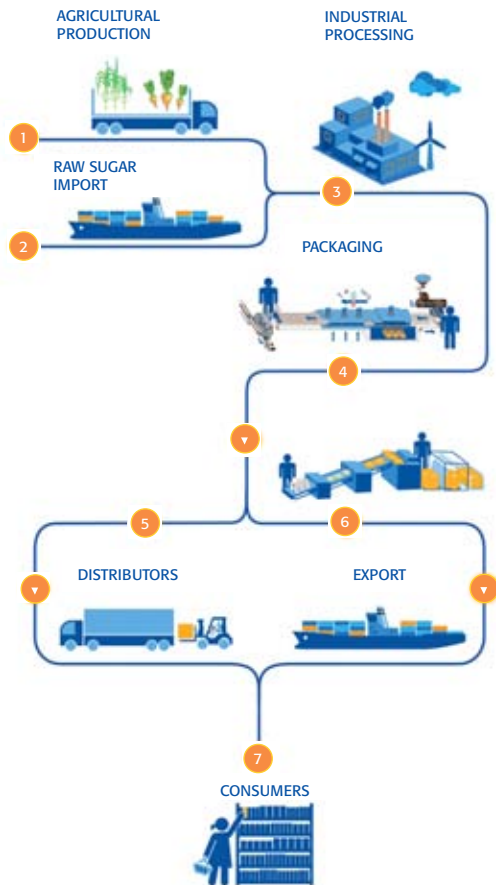 AGRICULTURAL
PRODUCTION
INDUSTRIAL
PROCESSING
1
RAW SUGAR
IMPORT
3
2
PACKAGING
4
5
6
DISTRIBUTORS
EXPORT
7
CONSUMERS